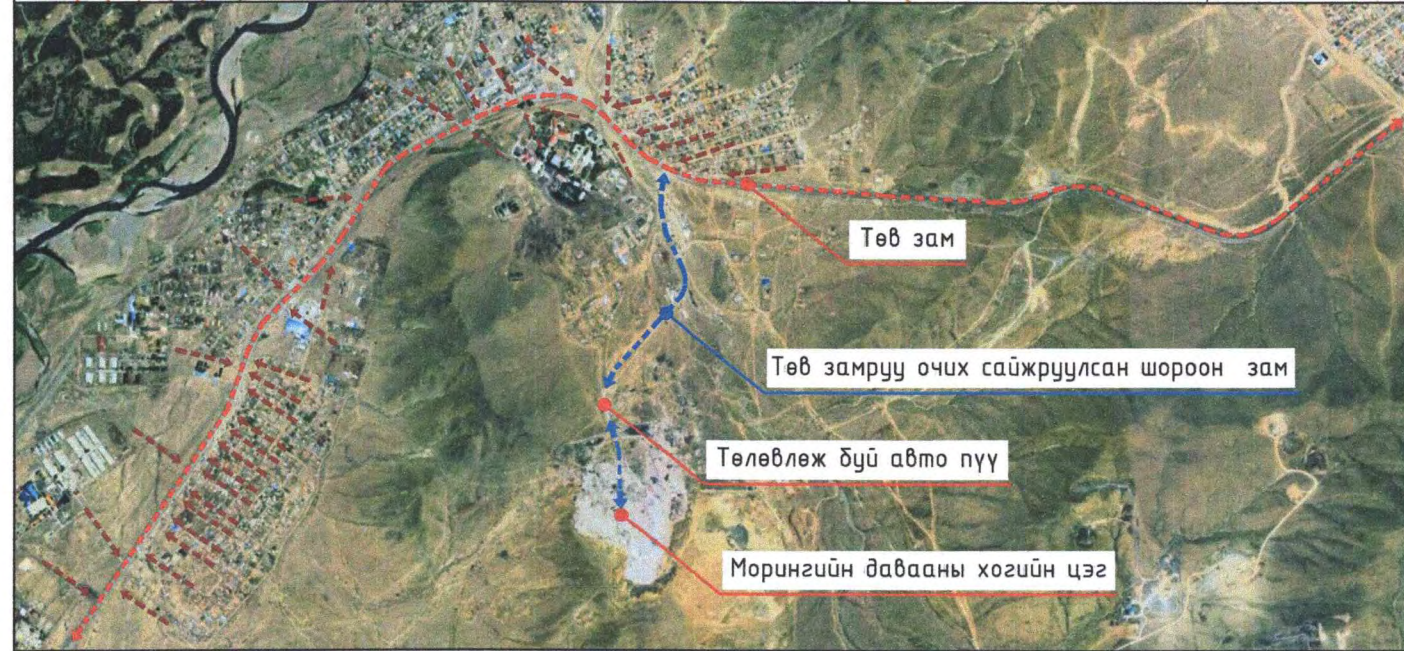 Төв зам
Төв замруу очих сайжруулсан шороон зам
Төлөвлөж буй авто пүү
Морингийн давааны хогийн цэг